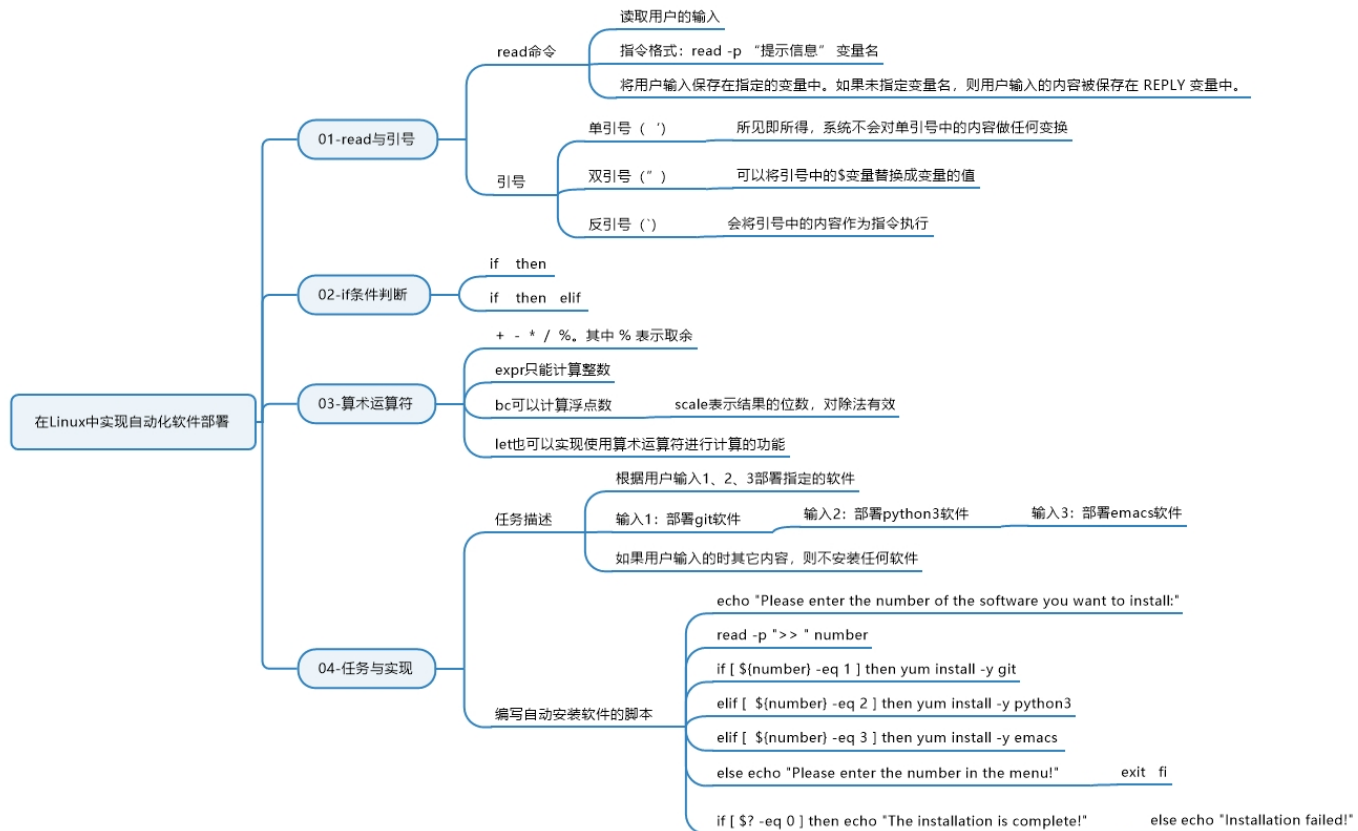 在Linux中实现自动化软件部署
01-read与引号
read命令
读取用户的输入
指令格式：read -p “提示信息” 变量名
将用户输入保存在指定的变量中。如果未指定变量名，则用户输入的内容被保存在 REPLY 变量中。
引号
单引号（ ‘） 所见即所得，系统不会对单引号中的内容做任何变换
双引号（” ） 可以将引号中的$变量替换成变量的值
反引号（`） 会将引号中的内容作为指令执行
02-if条件判断
if then
if then elif
03-算术运算符
+ - * / %。其中 % 表示取余
expr只能计算整数
bc可以计算浮点数 scale表示结果的位数，对除法有效
let也可以实现使用算术运算符进行计算的功能
04-任务与实现
任务描述
根据用户输入1、2、3部署指定的软件
输入1：部署git软件 输入2：部署python3软件 输入3：部署emacs软件
如果用户输入的时其它内容，则不安装任何软件
编写自动安装软件的脚本
echo "Please enter the number of the software you want to install:"
read -p ">> " number
if [ ${number} -eq 1 ] then yum install -y git
elif [ ${number} -eq 2 ] then yum install -y python3
elif [ ${number} -eq 3 ] then yum install -y emacs
else echo "Please enter the number in the menu!" exit fi
if [ $? -eq 0 ] then echo "The installation is complete!" else echo "Installation failed!"